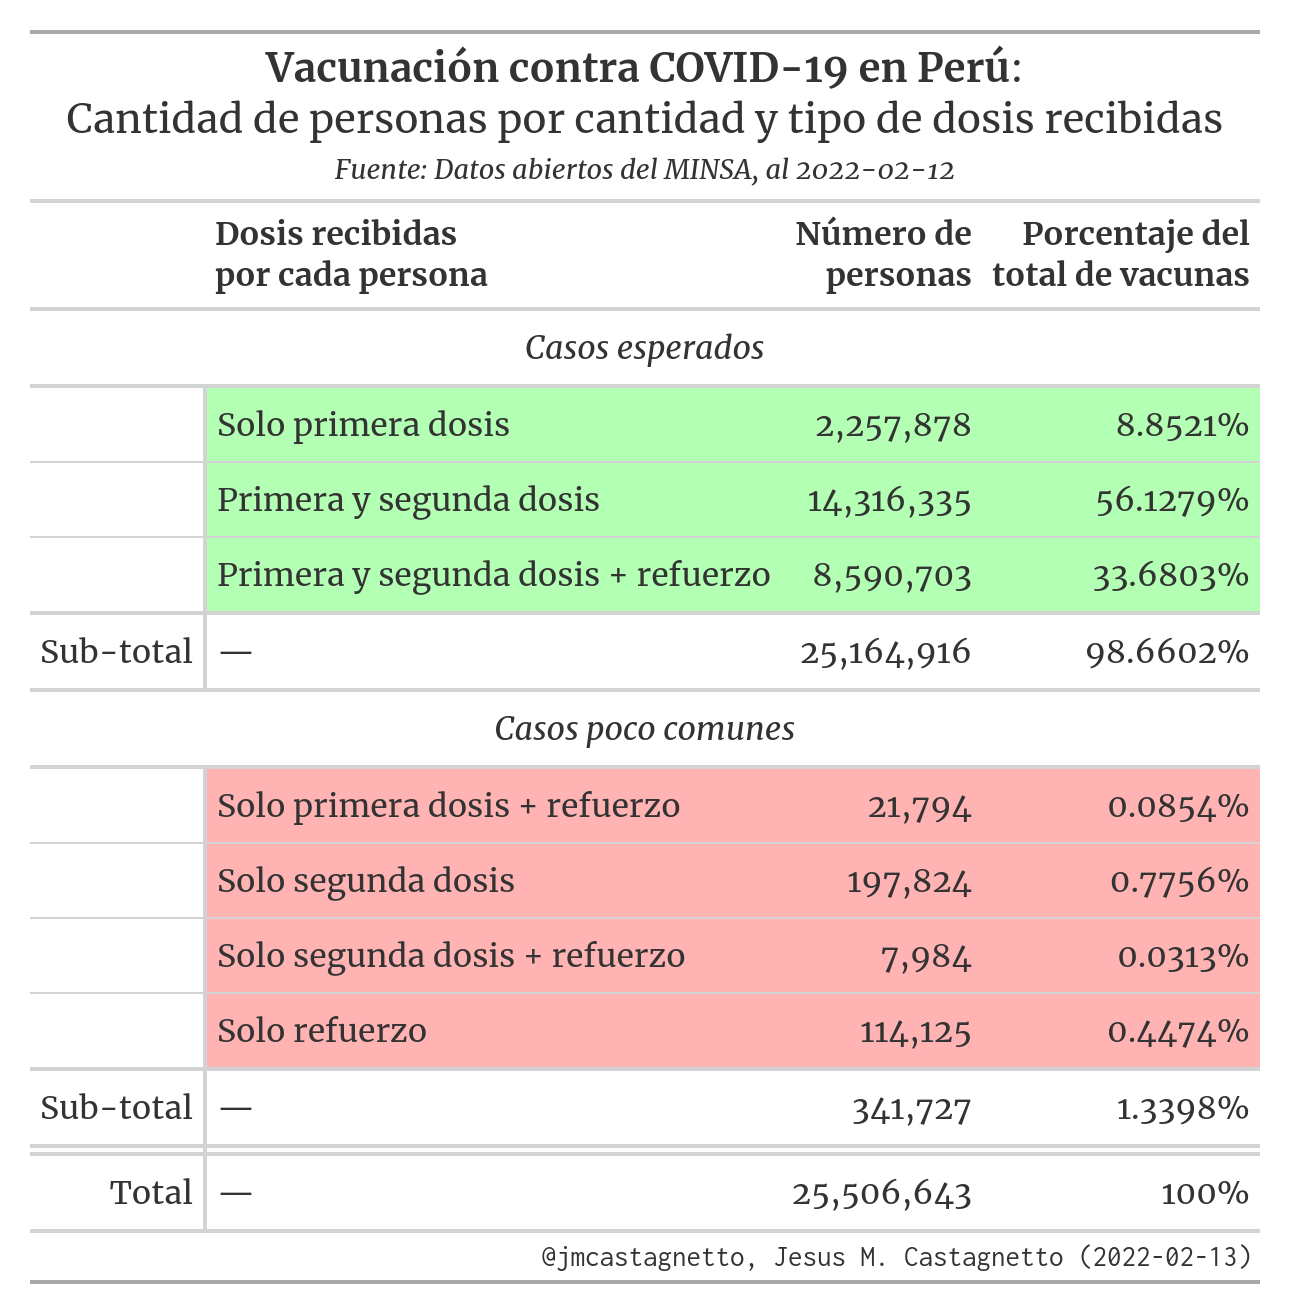 Vacunación contra COVID-19 en Perú:
Cantidad de personas por cantidad y tipo de dosis recibidas
Fuente: Datos abiertos del MINSA, al 2022-02-12
Dosis recibidas por cada persona Número de personas Porcentaje del total de vacunas
Casos esperados
Solo primera dosis 2,257,878 8.8521%
Primera y segunda dosis 14,316,335 56.1279%
Primera y segunda dosis + refuerzo 8,590,703 33.6803%
Sub-total — 25,164,916 98.6602%
Casos poco comunes
Solo primera dosis + refuerzo 21,794 0.0854%
Solo segunda dosis 197,824 0.7756%
Solo segunda dosis + refuerzo 7,984 0.0313%
Solo refuerzo 114,125 0.4474%
Sub-total — 341,727 1.3398%
Total — 25,506,643 100%
@jmcastagnetto, Jesus M. Castagnetto (2022-02-13)